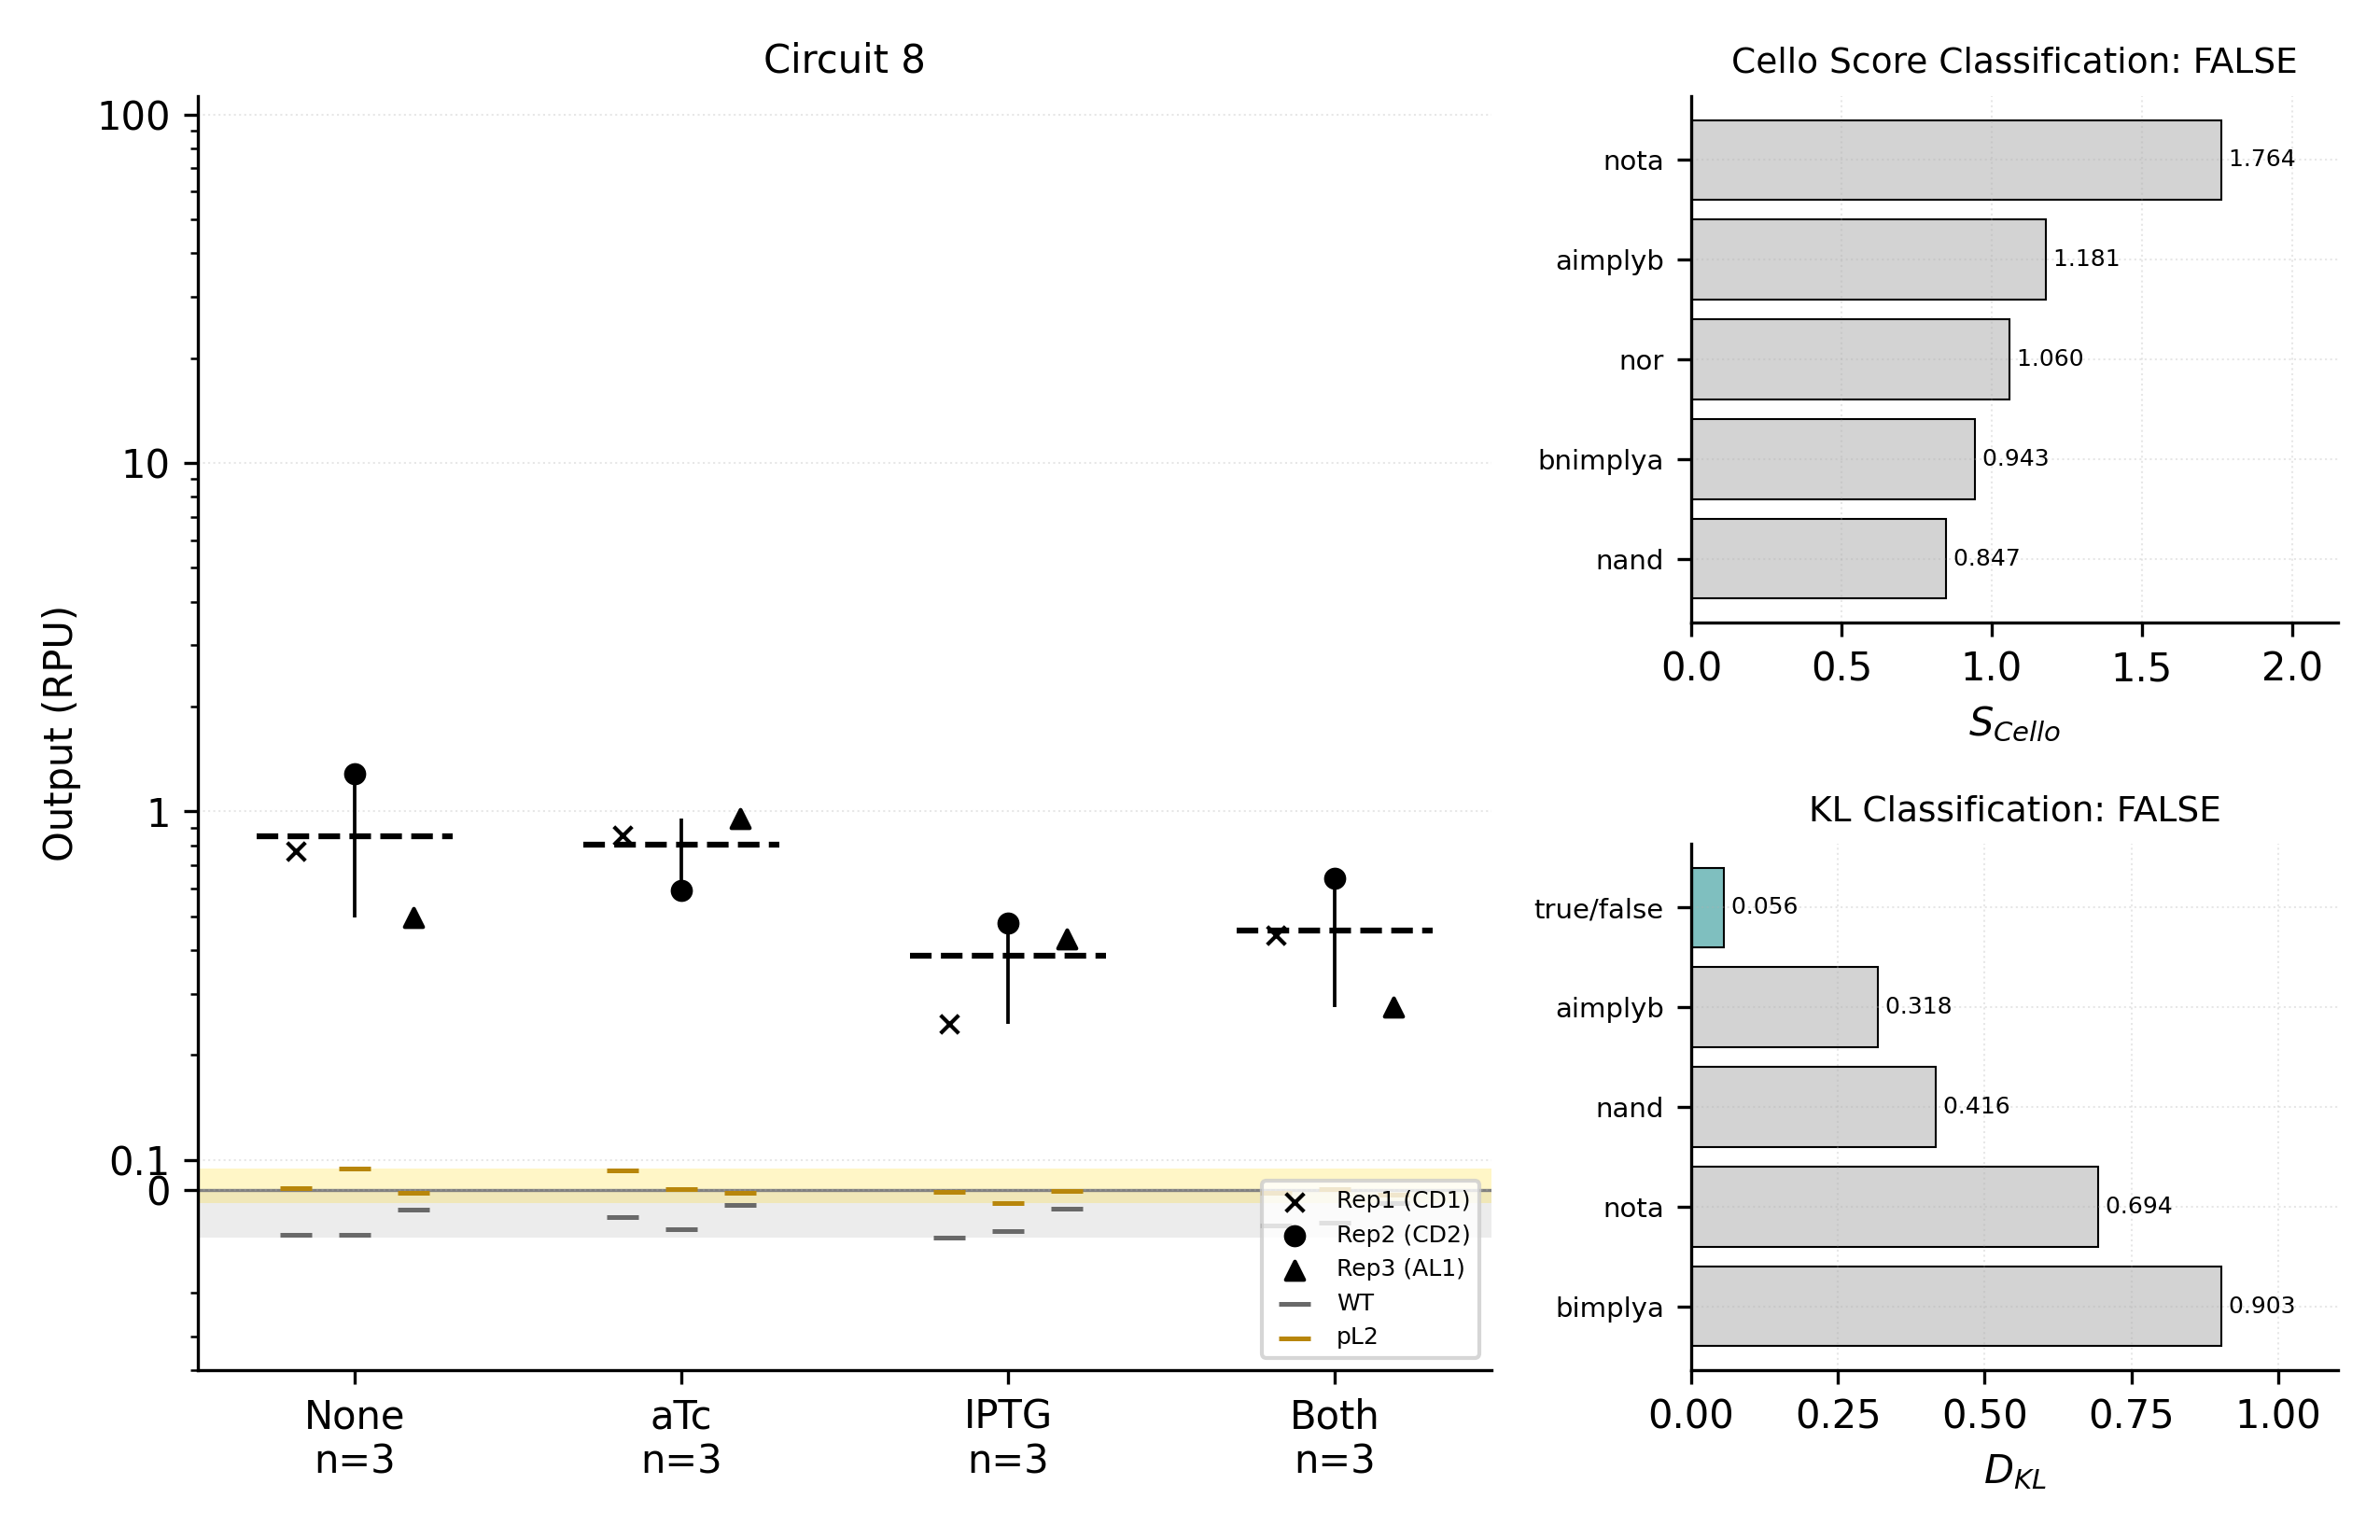 Circuit 8
Output (RPU)
100
10
1
0.1
0
None
n=3
aTc
n=3
IPTG
n=3
Both
n=3
Rep1 (CD1)
Rep2 (CD2)
Rep3 (AL1)
WT
pL2
Cello Score Classification: FALSE
nota
1.764
aimplyb
1.181
nor
1.060
bnimplya
0.943
nand
0.847
0.0 0.5 1.0 1.5 2.0
S_Cello
KL Classification: FALSE
true/false
0.056
aimplyb
0.318
nand
0.416
nota
0.694
bimplya
0.903
0.00 0.25 0.50 0.75 1.00
D_KL